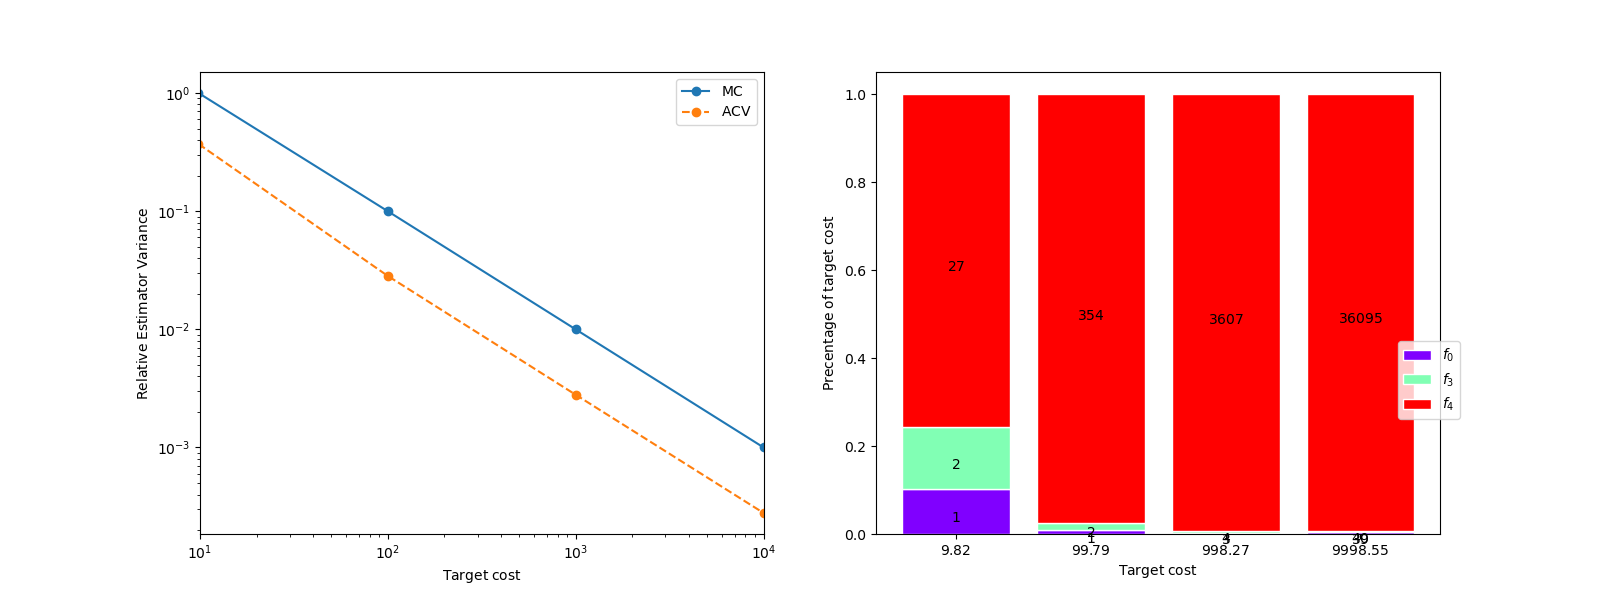 10⁰
10⁻¹
10⁻²
10⁻³
Relative Estimator Variance
10¹ 10² 10³ 10⁴
Target cost
MC
ACV
1.0
0.8
0.6
0.4
0.2
0.0
Precentage of target cost
27
354
3607
36095
2
1
2
1
f₀
f₃
f₄
9.82 99.79 998.27 9998.55
Target cost